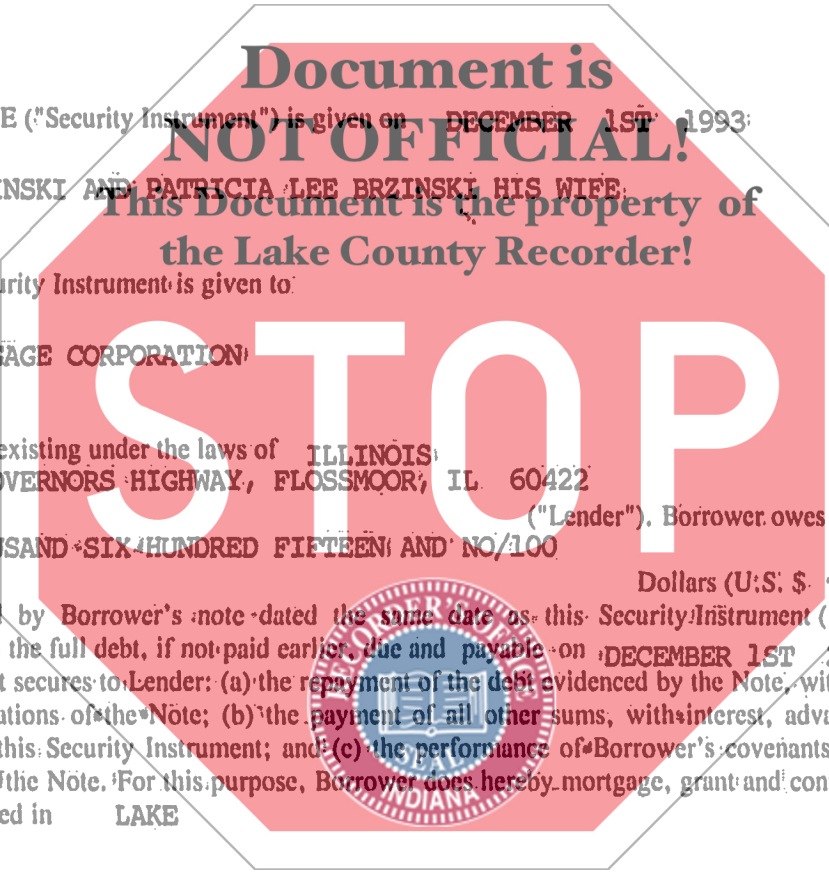 Document is
E ("Security Instrument") is given on DECEMBER 1ST 1993
NOT OFFICIAL!
INSKI AND PATRICIA LEE BRZINSKI HIS WIFE
This Document is the property of
the Lake County Recorder!
urity Instrument is given to
STOP
GAGE CORPORATION
existing under the laws of ILLINOIS
OVERNORS HIGHWAY, FLOSSMOOR, IL 60422
("Lender"). Borrower owes
USAND SIX HUNDRED FIFTEEN AND NO/100
Dollars (U.S. $
by Borrower's note dated the same date as this Security Instrument (
the full debt, if not paid earlier, due and payable on DECEMBER 1ST
t secures to Lender: (a) the repayment of the debt evidenced by the Note, wit
ations of the Note; (b) the payment of all other sums, with interest, adva
this Security Instrument; and (c) the performance of Borrower's covenants
the Note. For this purpose, Borrower does hereby mortgage, grant and con
ed in LAKE
RECORDER'S OFFICE
SEAL
INDIANA